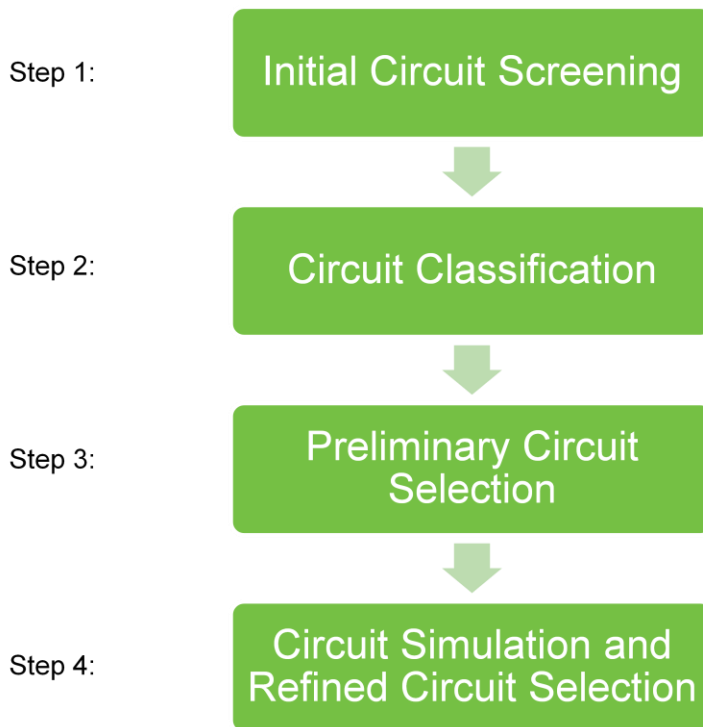 Step 1:
Initial Circuit Screening
Step 2:
Circuit Classification
Step 3:
Preliminary Circuit
Selection
Step 4:
Circuit Simulation and
Refined Circuit Selection